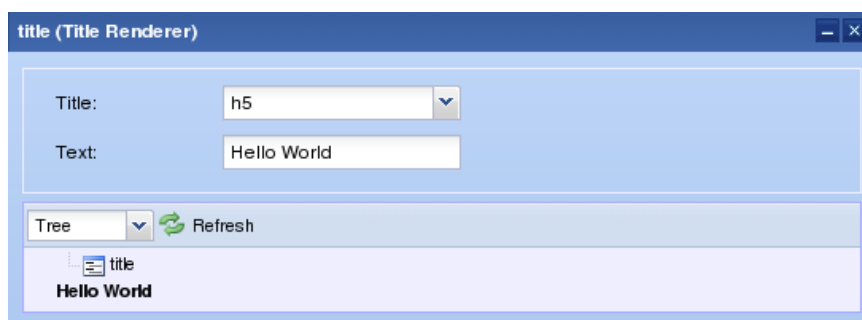 title (Title Renderer)
Title: h5
Text: Hello World
Tree Refresh
title
Hello World